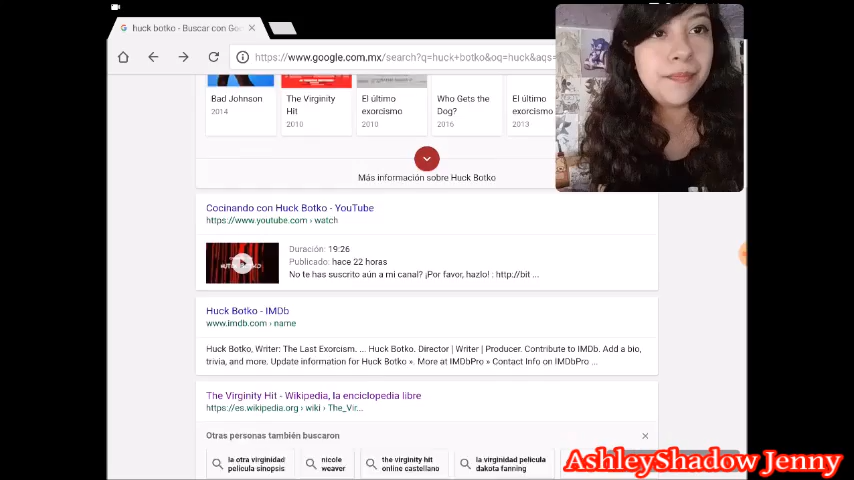 huck botko - Buscar con Goo
https://www.google.com.mx/search?q=huck+botko&oq=huck&aqs=
Bad Johnson
2014
The Virginity
Hit
2010
El último
exorcismo
2010
Who Gets the
Dog?
2016
El último
exorcismo
2013
Más información sobre Huck Botko
Cocinando con Huck Botko - YouTube
https://www.youtube.com › watch
Duración: 19:26
Publicado: hace 22 horas
No te has suscrito aún a mi canal? ¡Por favor, hazlo! : http://bit ...
Huck Botko - IMDb
www.imdb.com › name
Huck Botko, Writer: The Last Exorcism. ... Huck Botko. Director | Writer | Producer. Contribute to IMDb. Add a bio,
trivia, and more. Update information for Huck Botko » More at IMDbPro » Contact Info on IMDbPro ...
The Virginity Hit - Wikipedia, la enciclopedia libre
https://es.wikipedia.org › wiki › The_Vir...
Otras personas también buscaron
la otra virginidad
pelicula sinopsis
nicole
weaver
the virginity hit
online castellano
la virginidad pelicula
dakota fanning
AshleyShadow Jenny